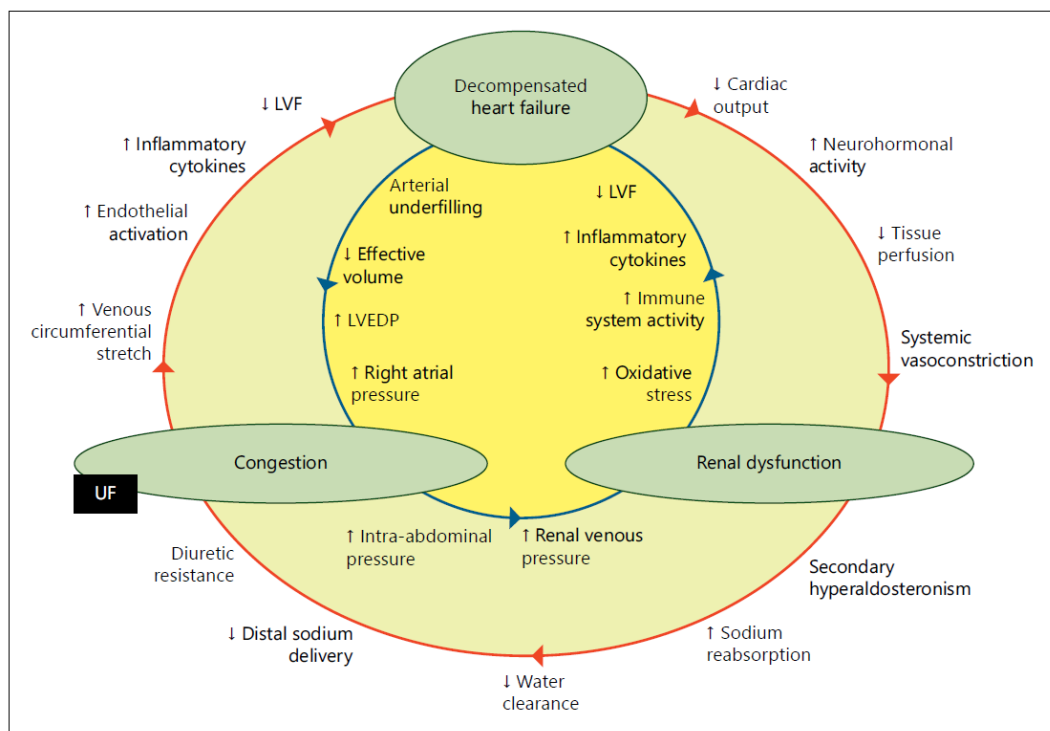 Decompensated
heart failure
↓ Cardiac
output
↑ Neurohormonal
activity
↓ Tissue
perfusion
Systemic
vasoconstriction
Renal dysfunction
Secondary
hyperaldosteronism
↑ Sodium
reabsorption
↓ Water
clearance
↓ Distal sodium
delivery
Diuretic
resistance
UF
Congestion
↑ Venous
circumferential
stretch
↑ Endothelial
activation
↑ Inflammatory
cytokines
↓ LVF
Arterial
underfilling
↓ Effective
volume
↑ LVEDP
↑ Right atrial
pressure
↑ Intra-abdominal
pressure
↑ Renal venous
pressure
↑ Oxidative
stress
↑ Immune
system activity
↑ Inflammatory
cytokines
↓ LVF